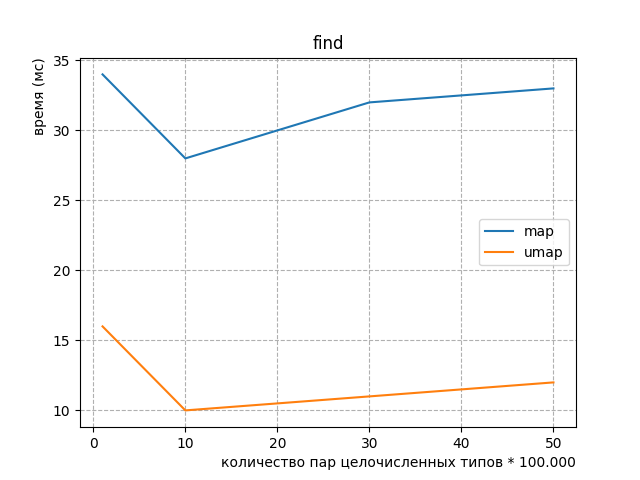 find
время (мс)
35
30
25
20
15
10
map
umap
0 10 20 30 40 50
количество пар целочисленных типов * 100.000